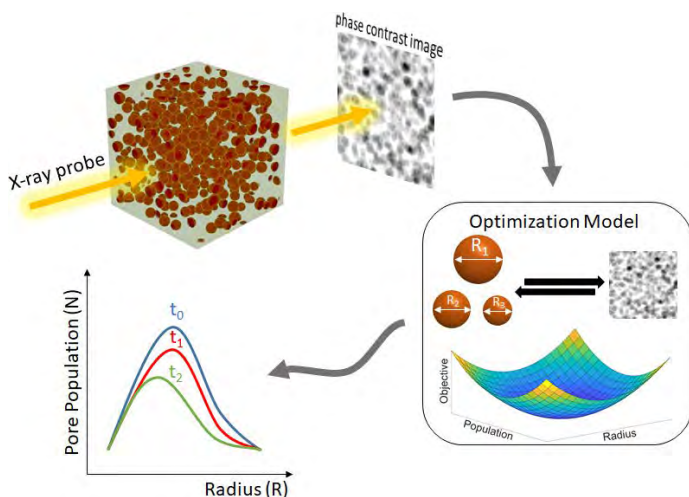 phase contrast image
X-ray probe
Optimization Model
R₁
R₂
R₃
Objective
Population
Radius
Pore Population (N)
t₀
t₁
t₂
Radius (R)